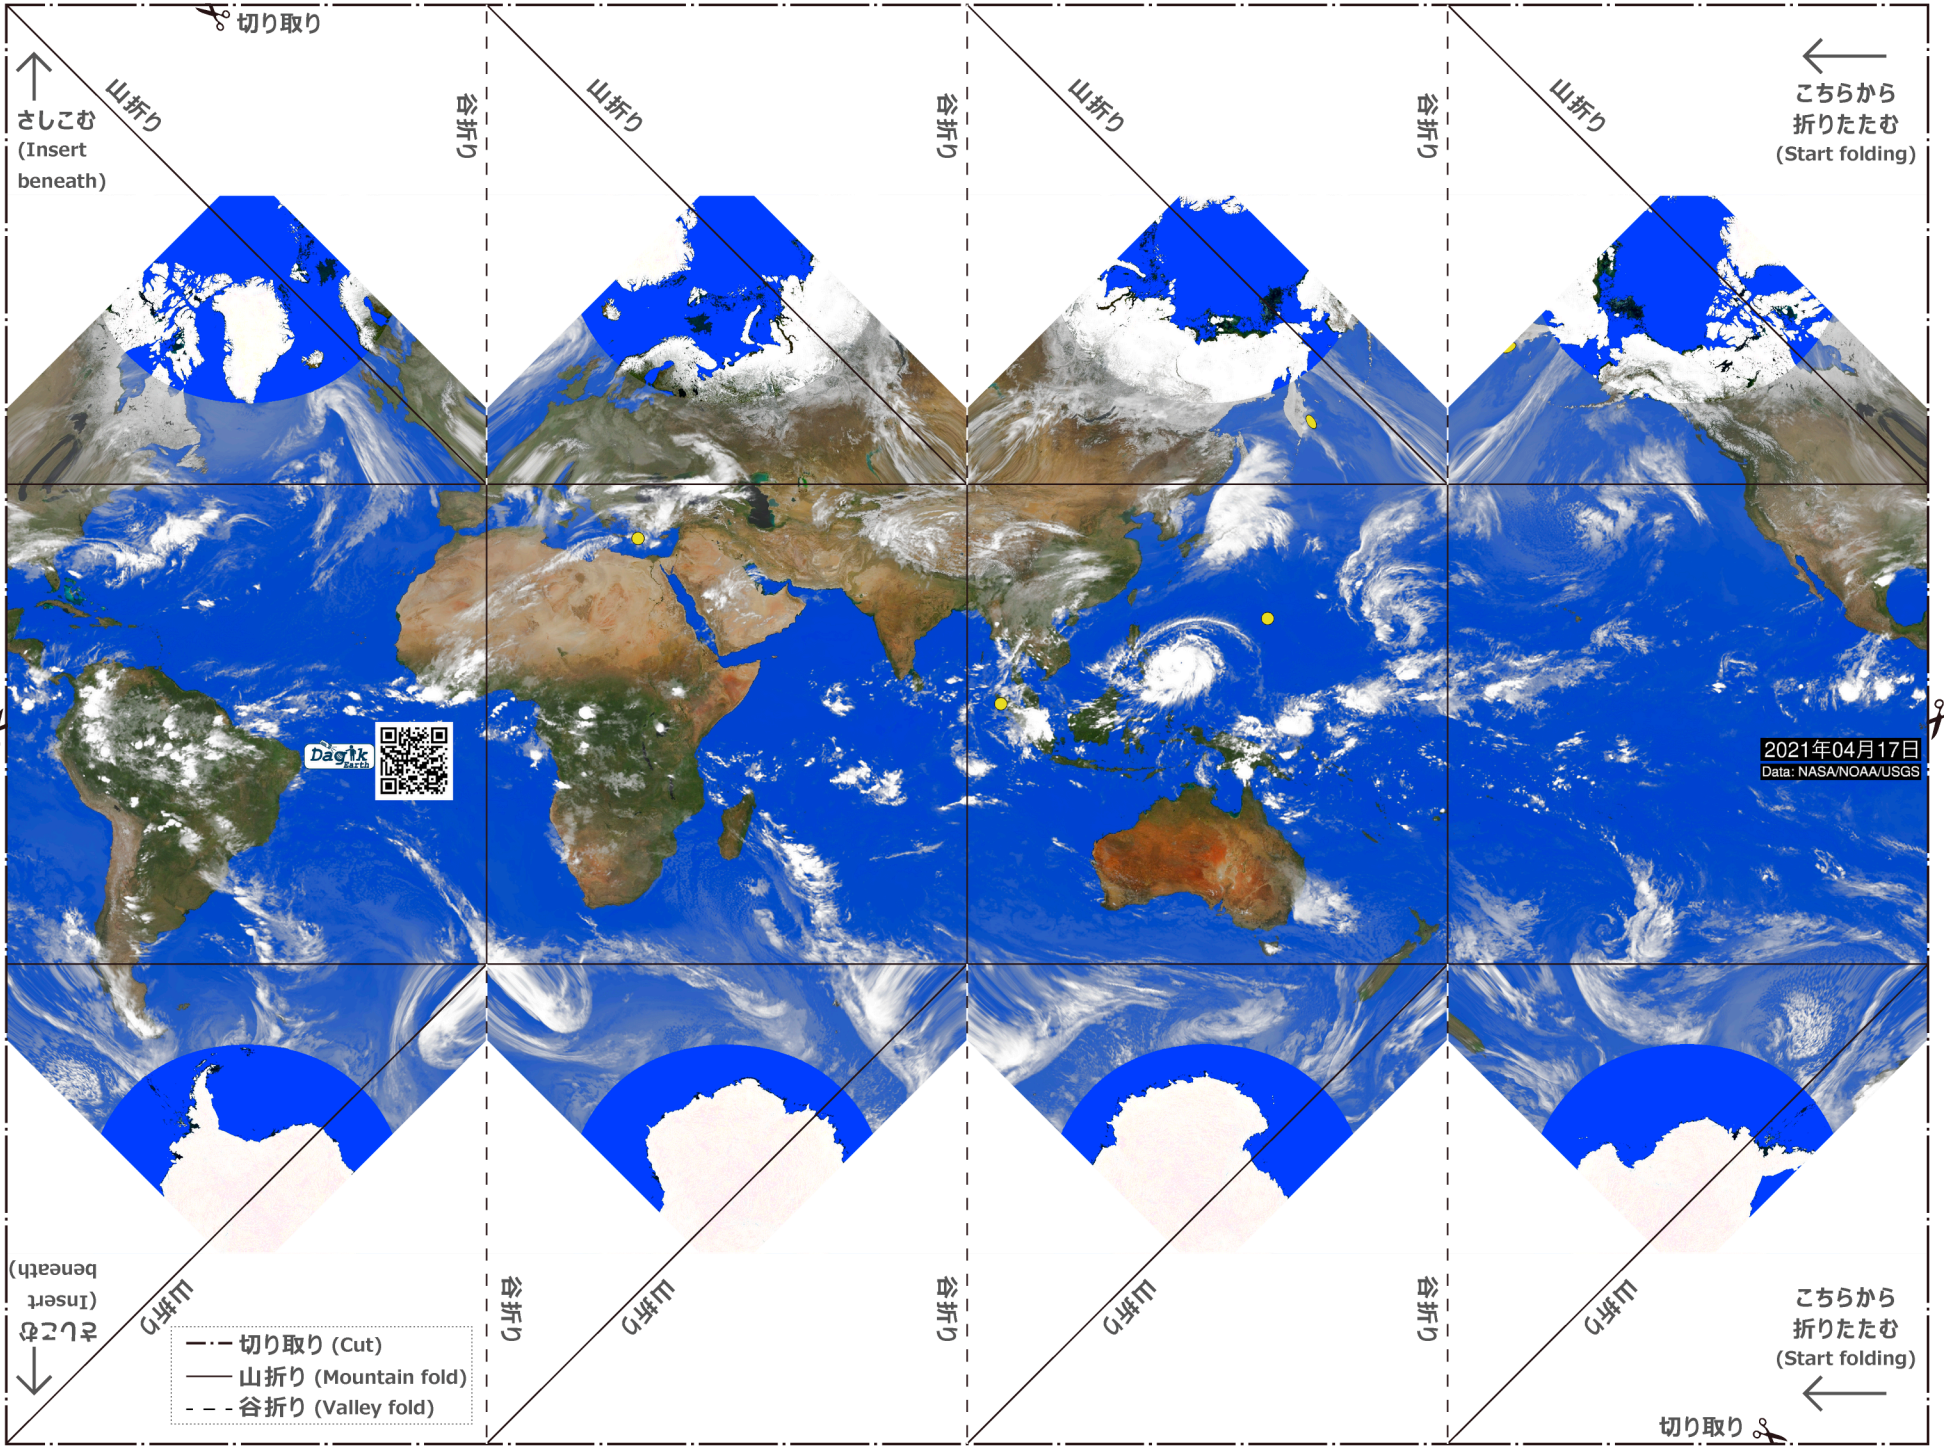 切り取り
さしこむ
(Insert
beneath)
山折り
谷折り
山折り
谷折り
山折り
谷折り
山折り
こちらから
折りたたむ
(Start folding)
Dagik
Earth
2021年04月17日
Data: NASA/NOAA/USGS
さしこむ
(Insert
beneath)
山折り
谷折り
山折り
谷折り
山折り
谷折り
山折り
こちらから
折りたたむ
(Start folding)
切り取り (Cut)
山折り (Mountain fold)
谷折り (Valley fold)
切り取り